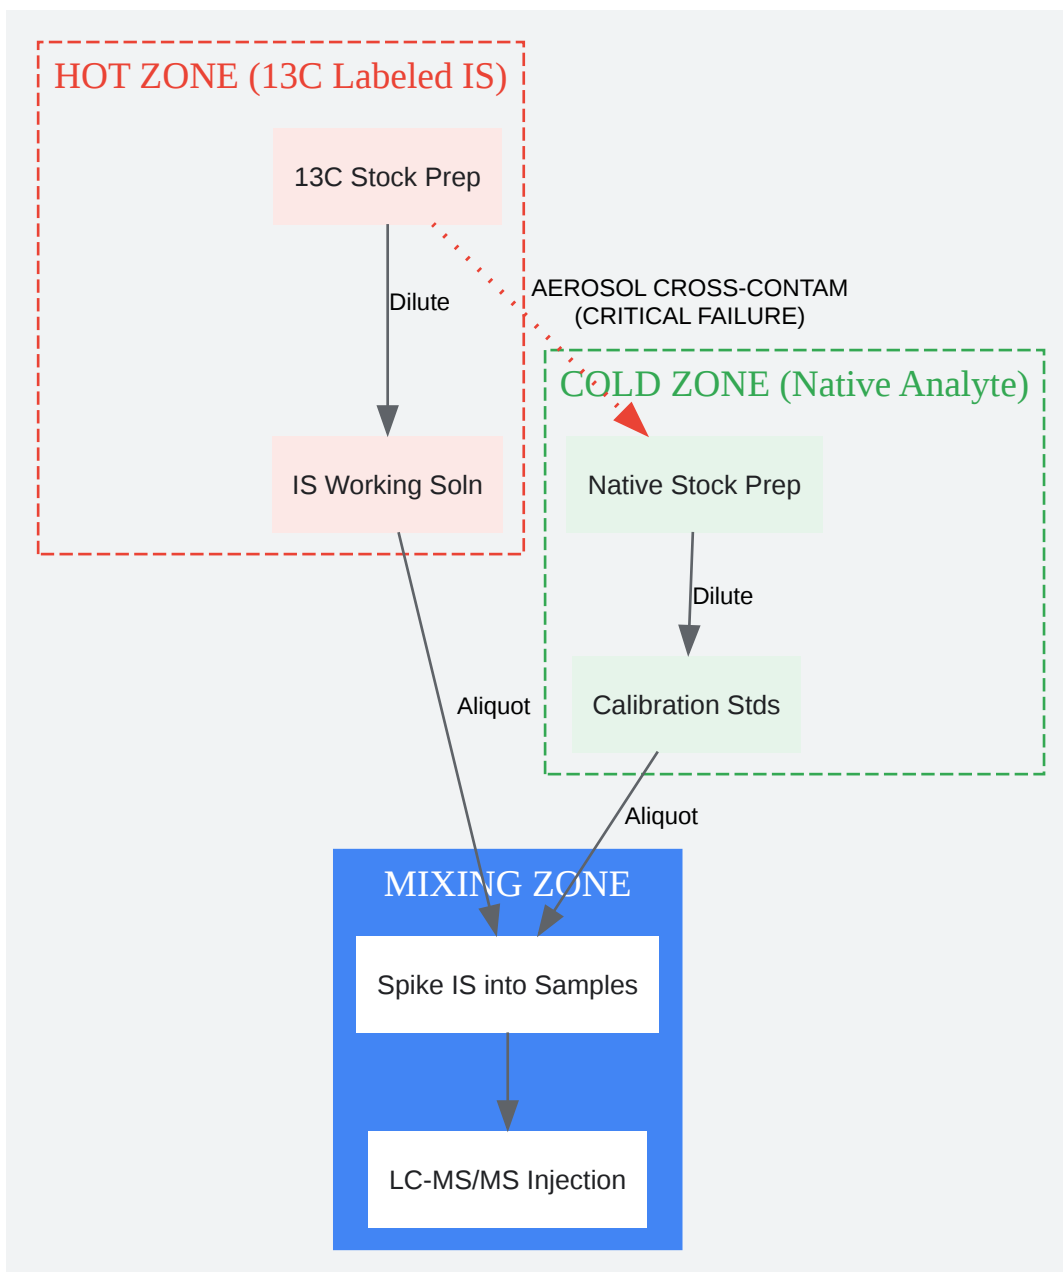 HOT ZONE (13C Labeled IS)
13C Stock Prep
Dilute
AEROSOL CROSS-CONTAM
(CRITICAL FAILURE)
COLD ZONE (Native Analyte)
IS Working Soln
Native Stock Prep
Dilute
Aliquot
Calibration Stds
Aliquot
MIXING ZONE
Spike IS into Samples
LC-MS/MS Injection